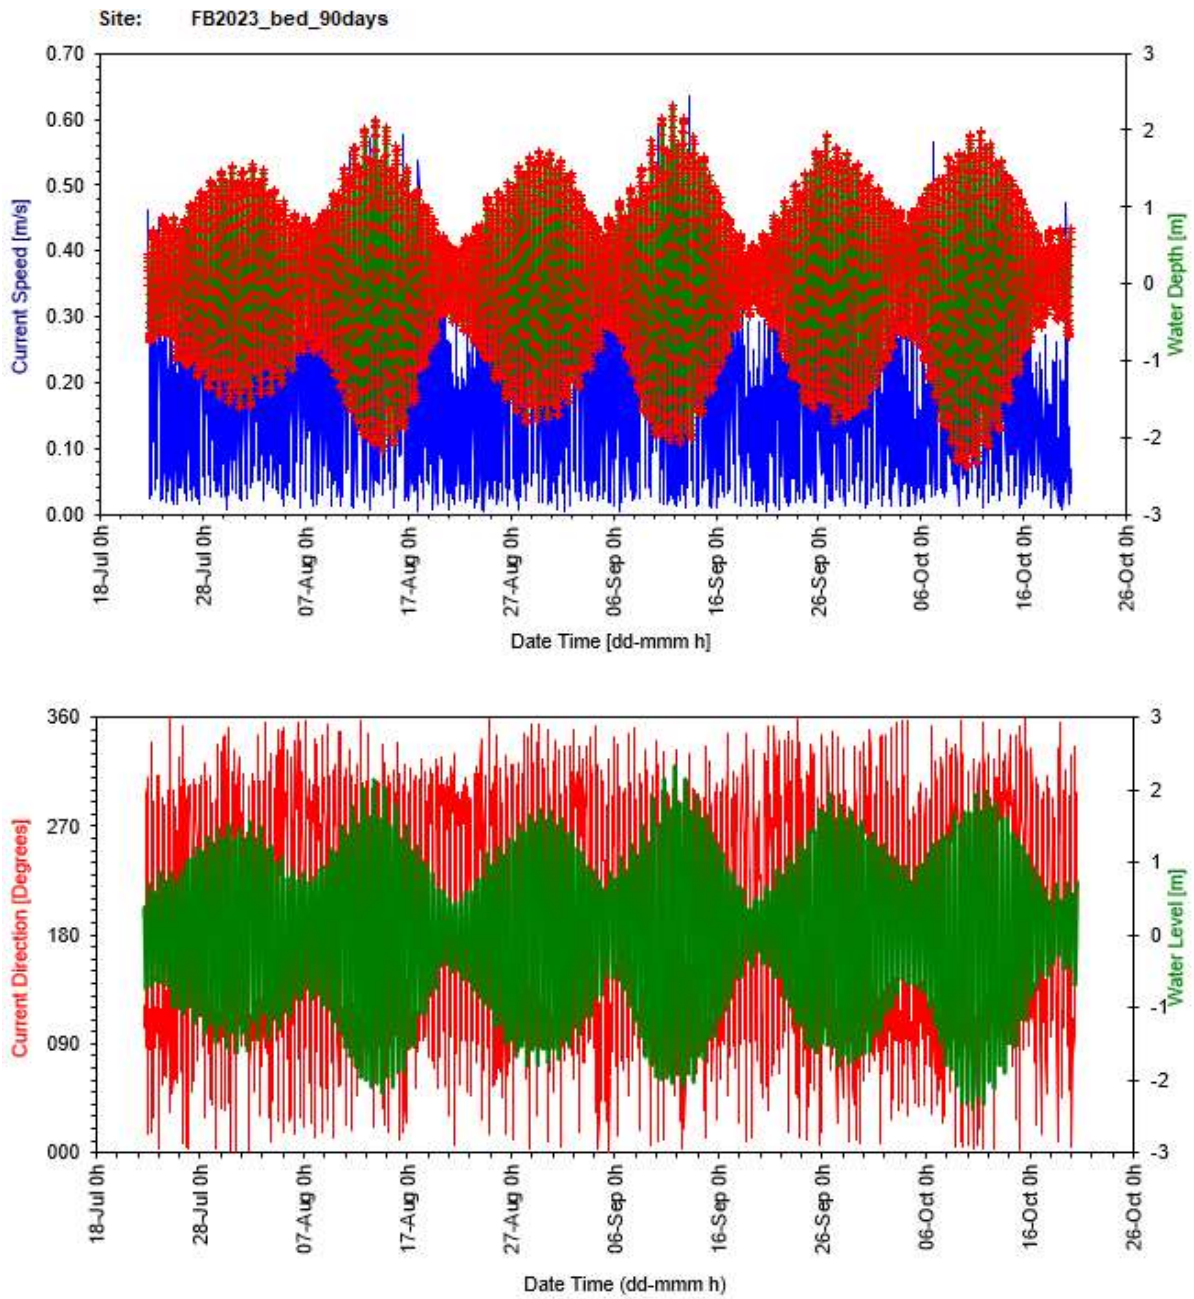 Site: FB2023_bed_90days
0.70
0.60
0.50
0.40
0.30
0.20
0.10
0.00
Current Speed [m/s]
3
2
1
0
-1
-2
-3
Water Depth [m]
18-Jul 0h
28-Jul 0h
07-Aug 0h
17-Aug 0h
27-Aug 0h
06-Sep 0h
16-Sep 0h
26-Sep 0h
06-Oct 0h
16-Oct 0h
26-Oct 0h
Date Time [dd-mmm h]
360
270
180
090
000
Current Direction [Degrees]
3
2
1
0
-1
-2
-3
Water Level [m]
18-Jul 0h
28-Jul 0h
07-Aug 0h
17-Aug 0h
27-Aug 0h
06-Sep 0h
16-Sep 0h
26-Sep 0h
06-Oct 0h
16-Oct 0h
26-Oct 0h
Date Time (dd-mmm h)